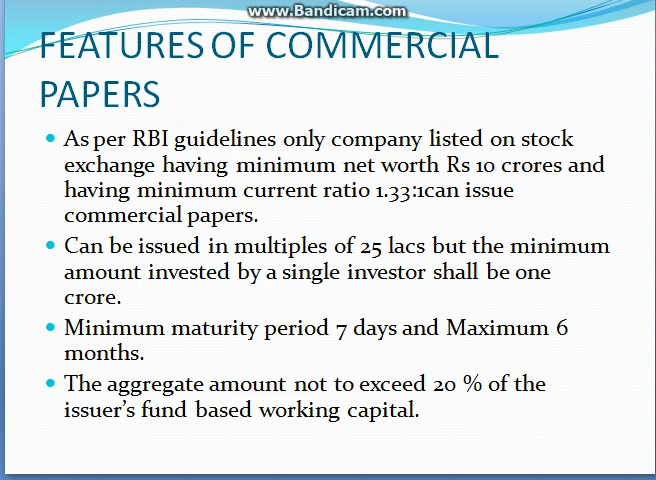 www.Bandicam.com
FEATURES OF COMMERCIAL
PAPERS
• As per RBI guidelines only company listed on stock
exchange having minimum net worth Rs 10 crores and
having minimum current ratio 1.33:1can issue
commercial papers.
• Can be issued in multiples of 25 lacs but the minimum
amount invested by a single investor shall be one
crore.
• Minimum maturity period 7 days and Maximum 6
months.
• The aggregate amount not to exceed 20 % of the
issuer’s fund based working capital.